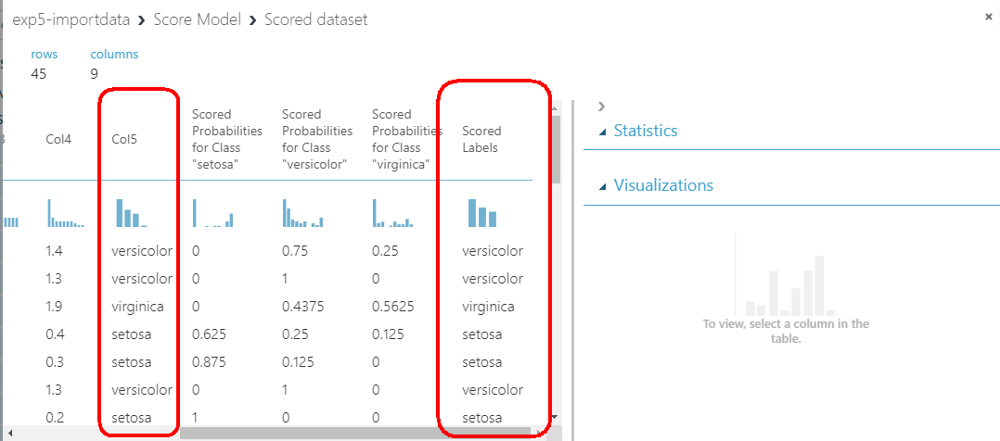 exp5-importdata › Score Model › Scored dataset
rows columns
45 9
Col4 Col5 Scored Probabilities for Class "setosa" Scored Probabilities for Class "versicolor" Scored Probabilities for Class "virginica" Scored Labels
1.4 versicolor 0 0.75 0.25 versicolor
1.3 versicolor 0 1 0 versicolor
1.9 virginica 0 0.4375 0.5625 virginica
0.4 setosa 0.625 0.25 0.125 setosa
0.3 setosa 0.875 0.125 0 setosa
1.3 versicolor 0 1 0 versicolor
0.2 setosa 1 0 0 setosa
Statistics
Visualizations
To view, select a column in the
table.